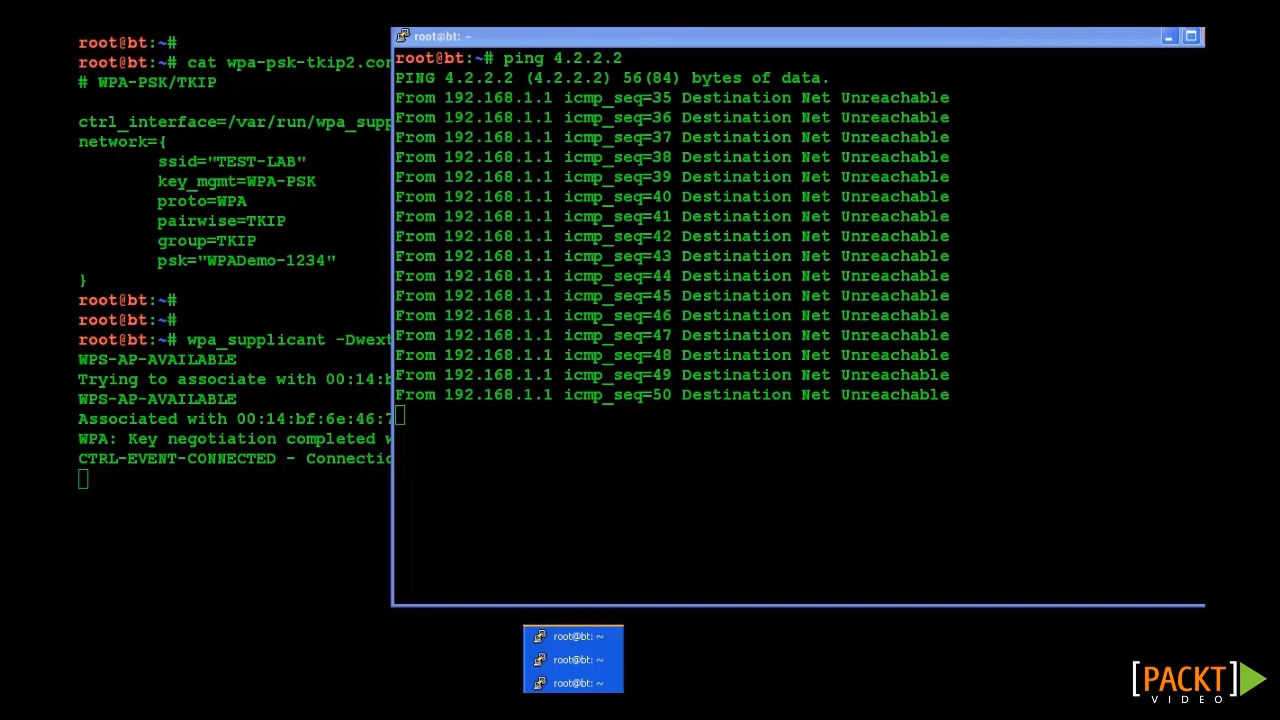 root@bt:~#
root@bt:~# cat wpa-psk-tkip2.con
# WPA-PSK/TKIP
ctrl_interface=/var/run/wpa_supp
network={
ssid="TEST-LAB"
key_mgmt=WPA-PSK
proto=WPA
pairwise=TKIP
group=TKIP
psk="WPADemo-1234"
}
root@bt:~#
root@bt:~#
root@bt:~# wpa_supplicant -Dwext
WPS-AP-AVAILABLE
Trying to associate with 00:14:b
WPS-AP-AVAILABLE
Associated with 00:14:bf:6e:46:7
WPA: Key negotiation completed w
CTRL-EVENT-CONNECTED - Connectio
root@bt: ~
root@bt:~# ping 4.2.2.2
PING 4.2.2.2 (4.2.2.2) 56(84) bytes of data.
From 192.168.1.1 icmp_seq=35 Destination Net Unreachable
From 192.168.1.1 icmp_seq=36 Destination Net Unreachable
From 192.168.1.1 icmp_seq=37 Destination Net Unreachable
From 192.168.1.1 icmp_seq=38 Destination Net Unreachable
From 192.168.1.1 icmp_seq=39 Destination Net Unreachable
From 192.168.1.1 icmp_seq=40 Destination Net Unreachable
From 192.168.1.1 icmp_seq=41 Destination Net Unreachable
From 192.168.1.1 icmp_seq=42 Destination Net Unreachable
From 192.168.1.1 icmp_seq=43 Destination Net Unreachable
From 192.168.1.1 icmp_seq=44 Destination Net Unreachable
From 192.168.1.1 icmp_seq=45 Destination Net Unreachable
From 192.168.1.1 icmp_seq=46 Destination Net Unreachable
From 192.168.1.1 icmp_seq=47 Destination Net Unreachable
From 192.168.1.1 icmp_seq=48 Destination Net Unreachable
From 192.168.1.1 icmp_seq=49 Destination Net Unreachable
From 192.168.1.1 icmp_seq=50 Destination Net Unreachable
root@bt: ~
root@bt: ~
root@bt: ~
[PACKT]
VIDEO